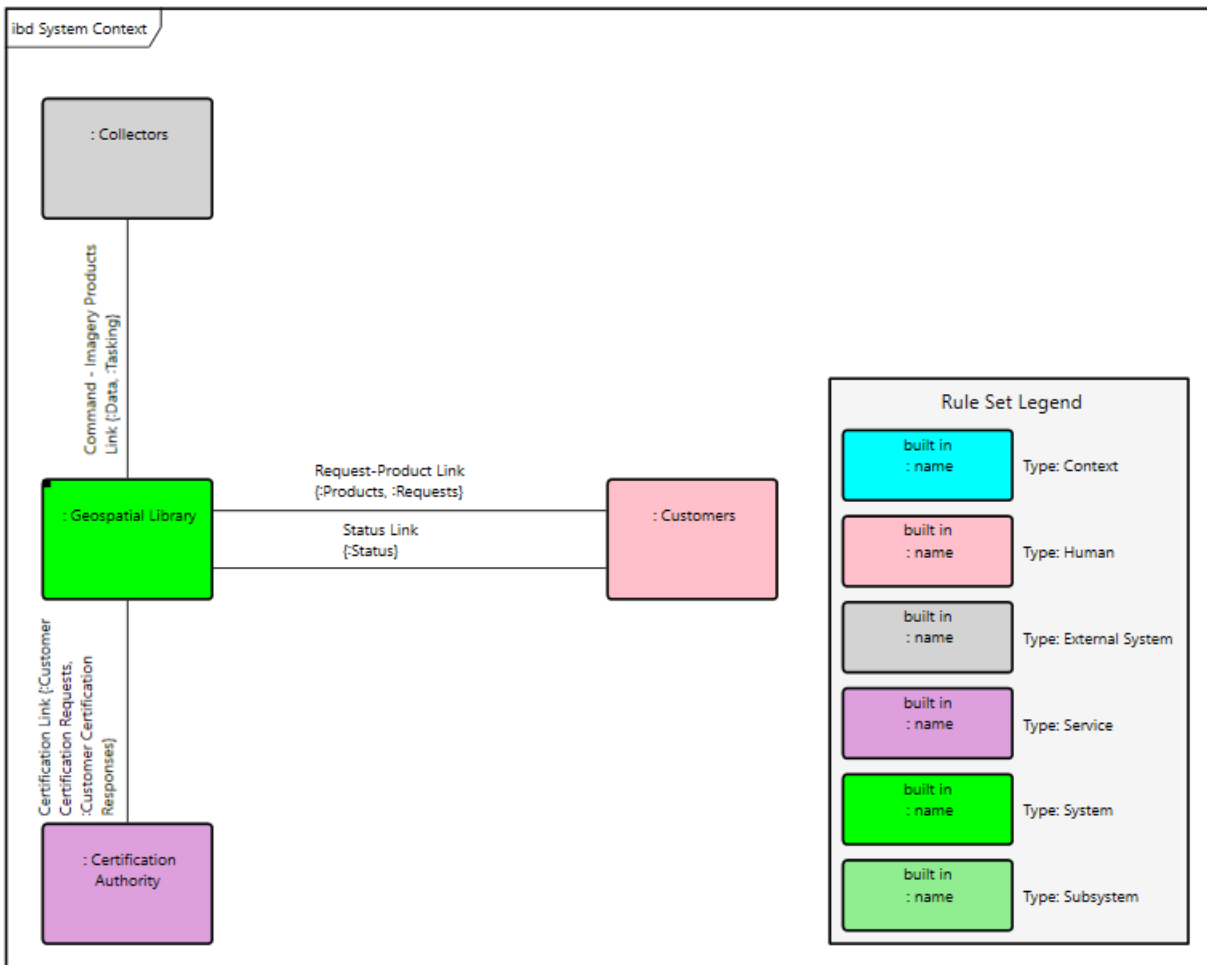 ibd System Context
: Collectors
Command - Imagery Products
Link {:Data, :Tasking}
: Geospatial Library
Request-Product Link
{:Products, :Requests}
Status Link
{:Status}
: Customers
Certification Link {:Customer
Certification Requests,
:Customer Certification
Responses}
: Certification
Authority
Rule Set Legend
built in
: name
Type: Context
built in
: name
Type: Human
built in
: name
Type: External System
built in
: name
Type: Service
built in
: name
Type: System
built in
: name
Type: Subsystem